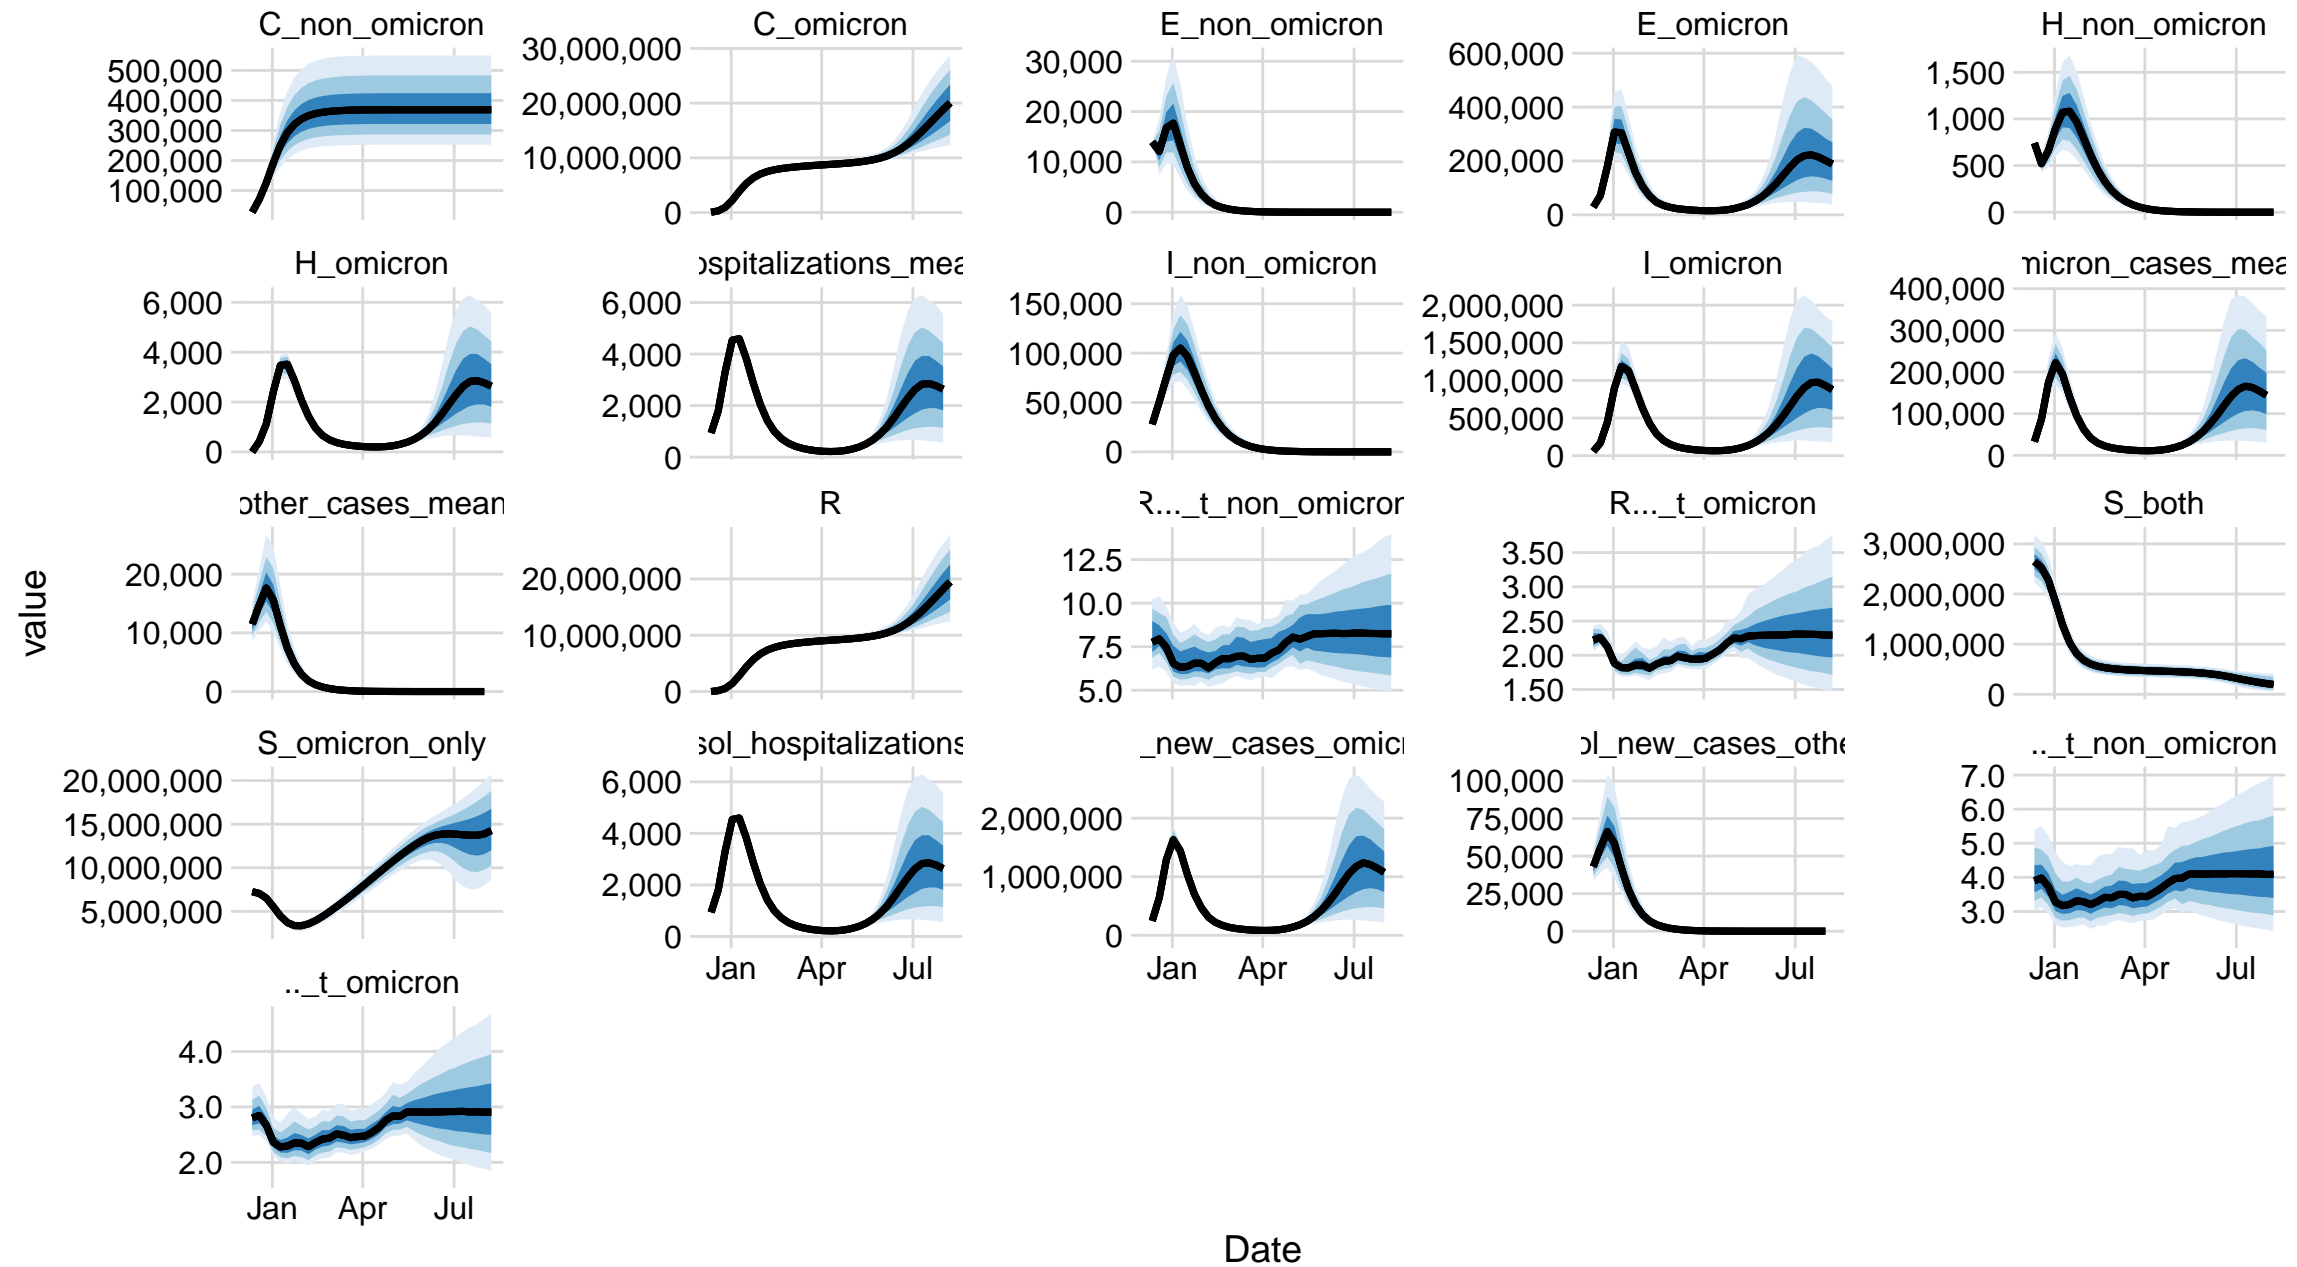 C_non_omicron C_omicron E_non_omicron E_omicron H_non_omicron
500,000 400,000 300,000 200,000 100,000
30,000,000 20,000,000 10,000,000 0
30,000 20,000 10,000 0
600,000 400,000 200,000 0
1,500 1,000 500 0
H_omicron ospitalizations_mea I_non_omicron I_omicron micron_cases_mea
6,000 4,000 2,000 0
6,000 4,000 2,000 0
150,000 100,000 50,000 0
2,000,000 1,500,000 1,000,000 500,000 0
400,000 300,000 200,000 100,000 0
other_cases_mean R R..._t_non_omicron R..._t_omicron S_both
20,000 10,000 0
20,000,000 10,000,000 0
12.5 10.0 7.5 5.0
3.50 3.00 2.50 2.00 1.50
3,000,000 2,000,000 1,000,000 0
S_omicron_only sol_hospitalizations _new_cases_omicr ol_new_cases_othe .._t_non_omicron
20,000,000 15,000,000 10,000,000 5,000,000
6,000 4,000 2,000 0
2,000,000 1,000,000 0
100,000 75,000 50,000 25,000 0
7.0 6.0 5.0 4.0 3.0
Jan Apr Jul Jan Apr Jul Jan Apr Jul Jan Apr Jul
.._t_omicron
4.0 3.0 2.0
Jan Apr Jul
value
Date